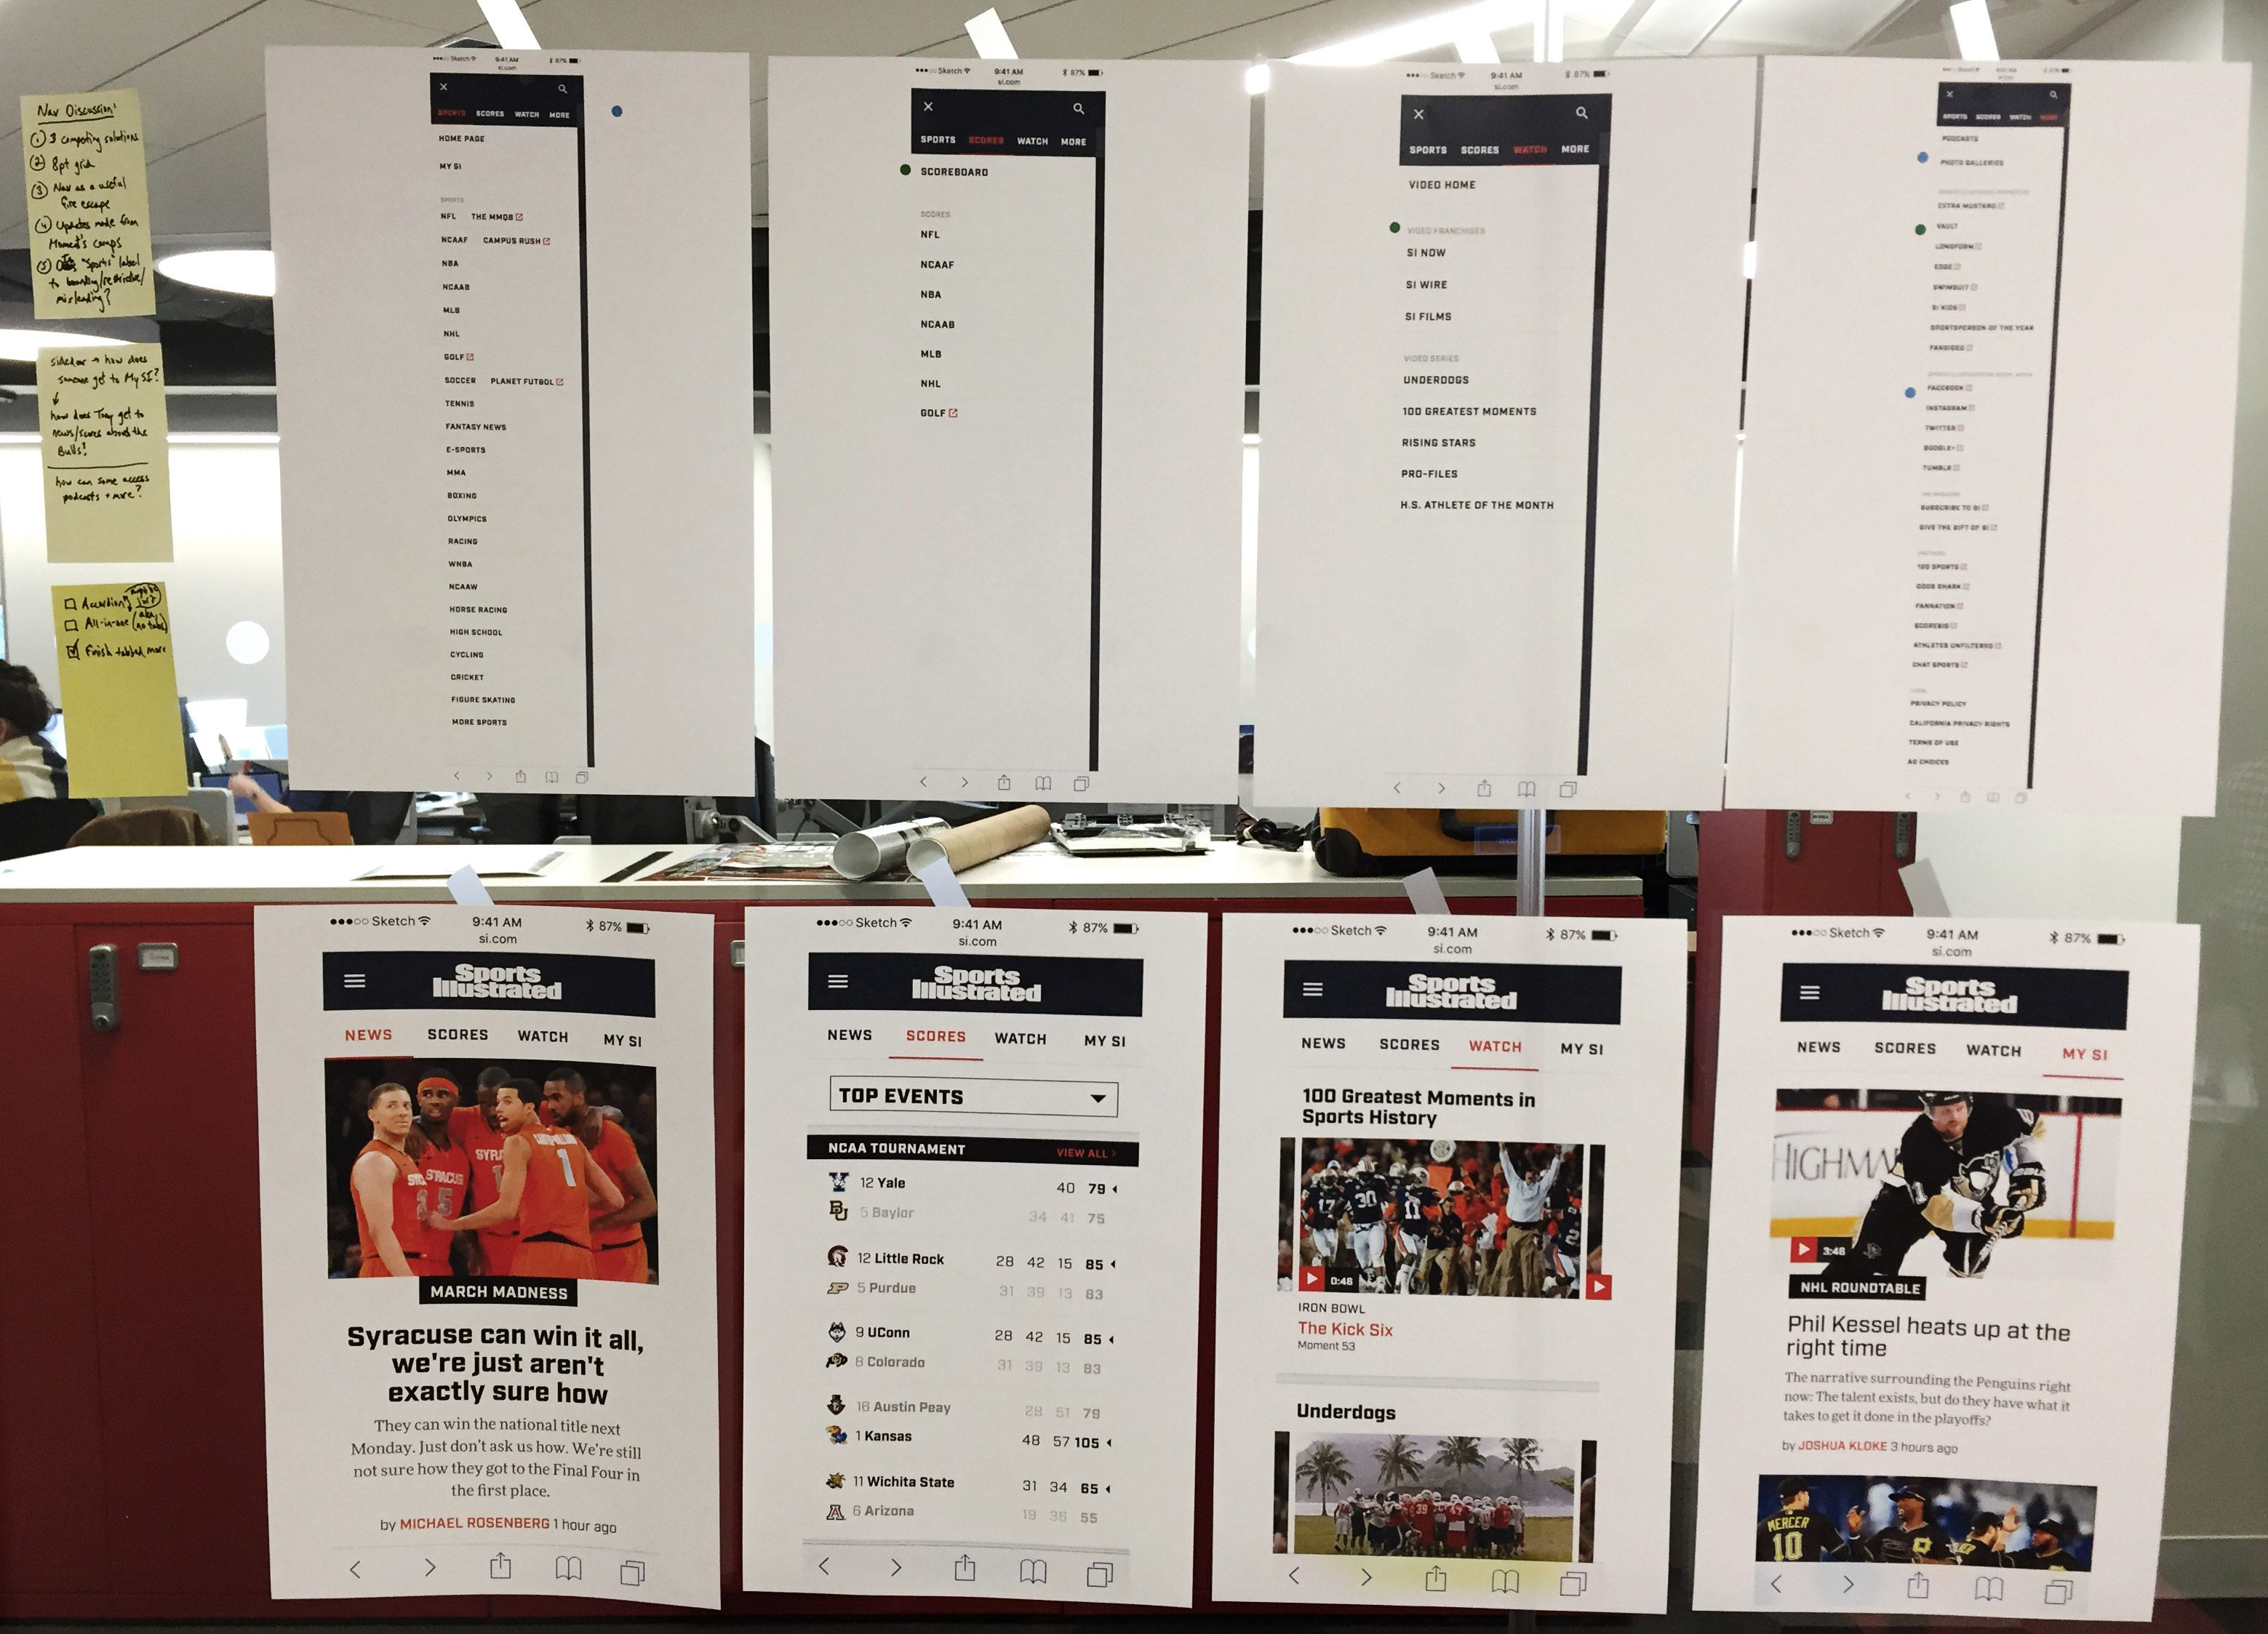 Nav Discussion:
① 3 competing solutions
② 8pt grid
③ Nav as a useful
fire escape
④ Updates made from
Moment's comps
⑤ "Sports" label
to branding/restrictive/
misleading?
sidebar → how does
someone get to My SI?
↓
how does they get to
news/scores about the
Bulls?
how can some access
podcasts + more?
Accordion
All-in-one (aka no tabs)
Finish tabbed more
Sketch 9:41 AM 87%
si.com
SPORTS SCORES WATCH MORE
HOME PAGE
MY SI
SPORTS
NFL THE MMQB
NCAAF CAMPUS RUSH
NBA
NCAAB
MLB
NHL
GOLF
SOCCER PLANET FUTBOL
TENNIS
FANTASY NEWS
E-SPORTS
MMA
BOXING
OLYMPICS
RACING
WNBA
NCAAW
HORSE RACING
HIGH SCHOOL
CYCLING
CRICKET
FIGURE SKATING
MORE SPORTS
Sketch 9:41 AM 87%
si.com
SPORTS SCORES WATCH MORE
SCOREBOARD
SCORES
NFL
NCAAF
NBA
NCAAB
MLB
NHL
GOLF
Sketch 9:41 AM 87%
si.com
SPORTS SCORES WATCH MORE
VIDEO HOME
VIDEO FRANCHISES
SI NOW
SI WIRE
SI FILMS
VIDEO SERIES
UNDERDOGS
100 GREATEST MOMENTS
RISING STARS
PRO-FILES
H.S. ATHLETE OF THE MONTH
SPORTS SCORES WATCH MORE
PODCASTS
PHOTO GALLERIES
EXTRA MUSTARD
VAULT
LONGFORM
EDGE
SWIMSUIT
SI KIDS
SPORTSPERSON OF THE YEAR
FANSIDED
FACEBOOK
INSTAGRAM
TWITTER
GOOGLE+
TUMBLR
SUBSCRIBE TO SI
GIVE THE GIFT OF SI
PARTNERS
120 SPORTS
ODDS SHARK
FANNATION
SCOREBIG
ATHLETES UNFILTERED
CHAT SPORTS
LEGAL
PRIVACY POLICY
CALIFORNIA PRIVACY RIGHTS
TERMS OF USE
AD CHOICES
Sketch 9:41 AM 87%
si.com
Sports
Illustrated
NEWS SCORES WATCH MY SI
SYRACUSE
1
MARCH MADNESS
Syracuse can win it all,
we're just aren't
exactly sure how
They can win the national title next
Monday. Just don't ask us how. We're still
not sure how they got to the Final Four in
the first place.
by MICHAEL ROSENBERG 1 hour ago
Sketch 9:41 AM 87%
si.com
Sports
Illustrated
NEWS SCORES WATCH MY SI
TOP EVENTS
NCAA TOURNAMENT VIEW ALL
12 Yale 40 79
5 Baylor 34 41 75
12 Little Rock 28 42 15 85
5 Purdue 31 39 13 83
9 UConn 28 42 15 85
8 Colorado 31 39 13 83
16 Austin Peay 28 51 79
1 Kansas 48 57 105
11 Wichita State 31 34 65
6 Arizona 19 36 55
Sketch 9:41 AM 87%
si.com
Sports
Illustrated
NEWS SCORES WATCH MY SI
100 Greatest Moments in
Sports History
17 30 11 2
0:46
IRON BOWL
The Kick Six
Moment 53
Underdogs
39
Sketch 9:41 AM 87%
si.com
Sports
Illustrated
NEWS SCORES WATCH MY SI
HIGHMA
3:46
NHL ROUNDTABLE
Phil Kessel heats up at the
right time
The narrative surrounding the Penguins right
now: The talent exists, but do they have what it
takes to get it done in the playoffs?
by JOSHUA KLOKE 3 hours ago
MERCER
10